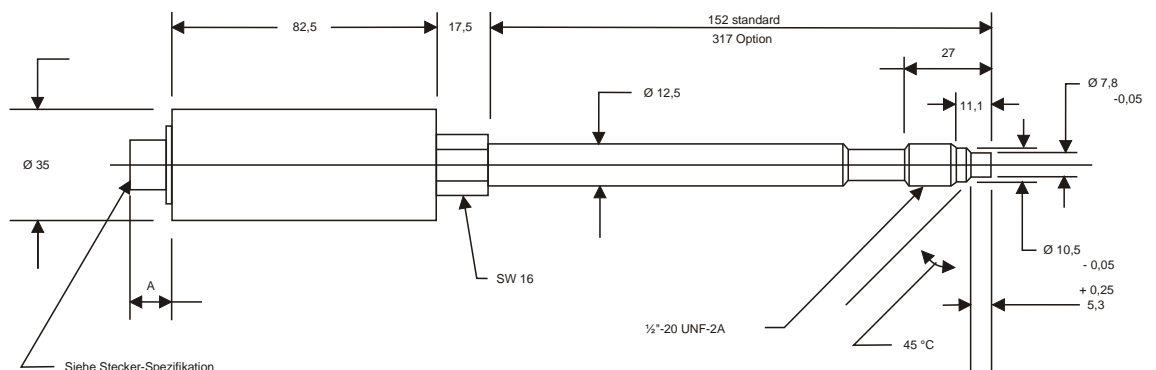 82,5
17,5
152 standard
317 Option
27
Ø 7,8
-0,05
Ø 12,5
11,1
Ø 35
Ø 10,5
- 0,05
A
SW 16
+ 0,25
5,3
½"-20 UNF-2A
45 °C
Siehe Stecker-Spezifikation